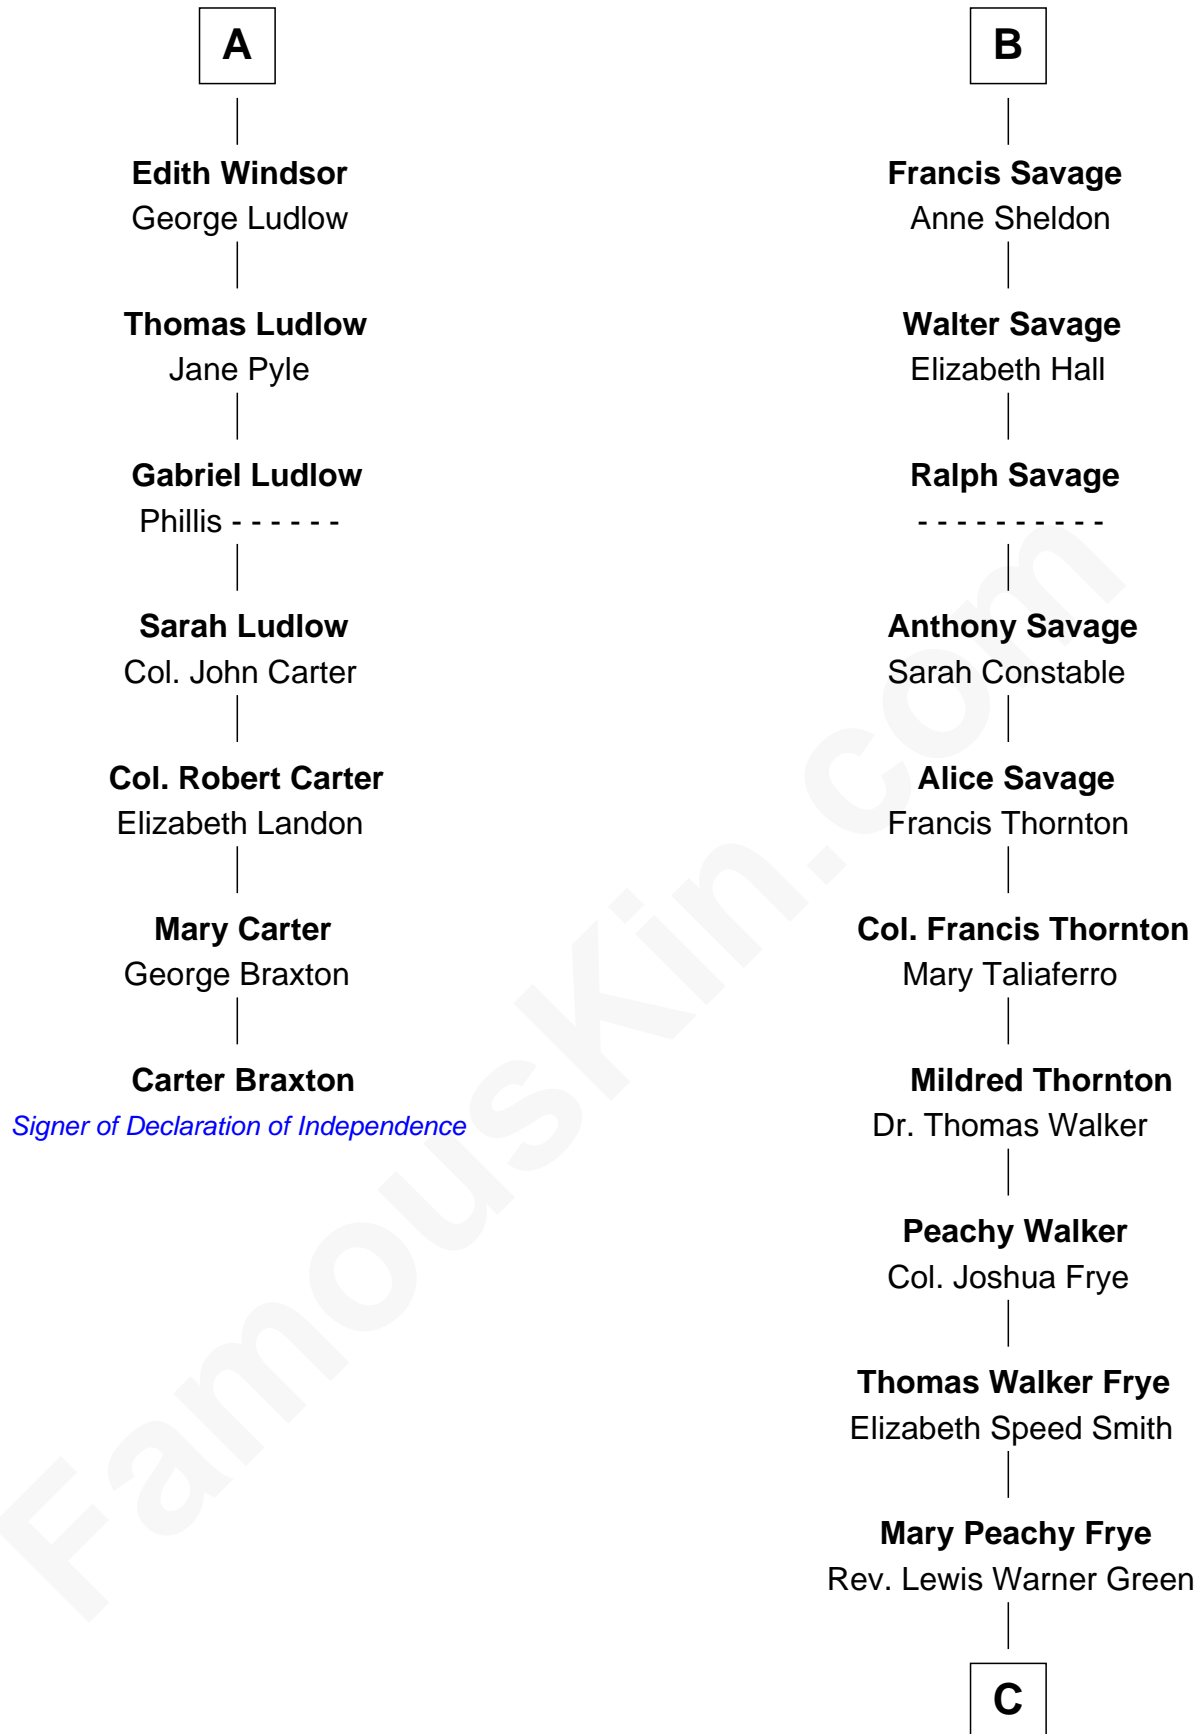 A
Edith Windsor
George Ludlow
Thomas Ludlow
Jane Pyle
Gabriel Ludlow
Phillis - - - - - -
Sarah Ludlow
Col. John Carter
Col. Robert Carter
Elizabeth Landon
Mary Carter
George Braxton
Carter Braxton
Signer of Declaration of Independence
B
Francis Savage
Anne Sheldon
Walter Savage
Elizabeth Hall
Ralph Savage
- - - - - - - - - -
Anthony Savage
Sarah Constable
Alice Savage
Francis Thornton
Col. Francis Thornton
Mary Taliaferro
Mildred Thornton
Dr. Thomas Walker
Peachy Walker
Col. Joshua Frye
Thomas Walker Frye
Elizabeth Speed Smith
Mary Peachy Frye
Rev. Lewis Warner Green
C
FamousKin.com